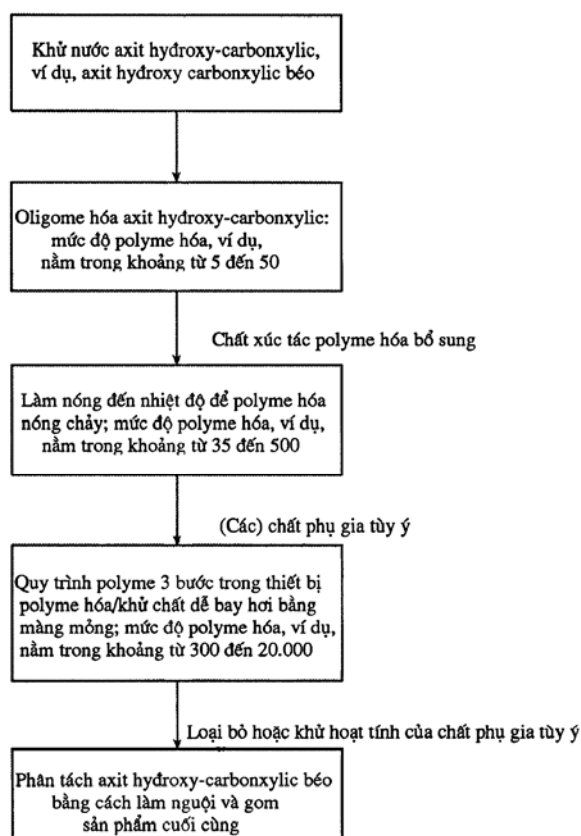 Khử nước axit hyđroxy-carbonxylic,
ví dụ, axit hyđroxy carbonxylic béo
Oligome hóa axit hyđroxy-carbonxylic:
mức độ polyme hóa, ví dụ,
nằm trong khoảng từ 5 đến 50
Chất xúc tác polyme hóa bổ sung
Làm nóng đến nhiệt độ để polyme hóa
nóng chảy; mức độ polyme hóa, ví dụ,
nằm trong khoảng từ 35 đến 500
(Các) chất phụ gia tùy ý
Quy trình polyme 3 bước trong thiết bị
polyme hóa/khử chất dễ bay hơi bằng
màng mỏng; mức độ polyme hóa, ví dụ,
nằm trong khoảng từ 300 đến 20.000
Loại bỏ hoặc khử hoạt tính của chất phụ gia tùy ý
Phân tách axit hyđroxy-carbonxylic béo
bằng cách làm nguội và gom
sản phẩm cuối cùng